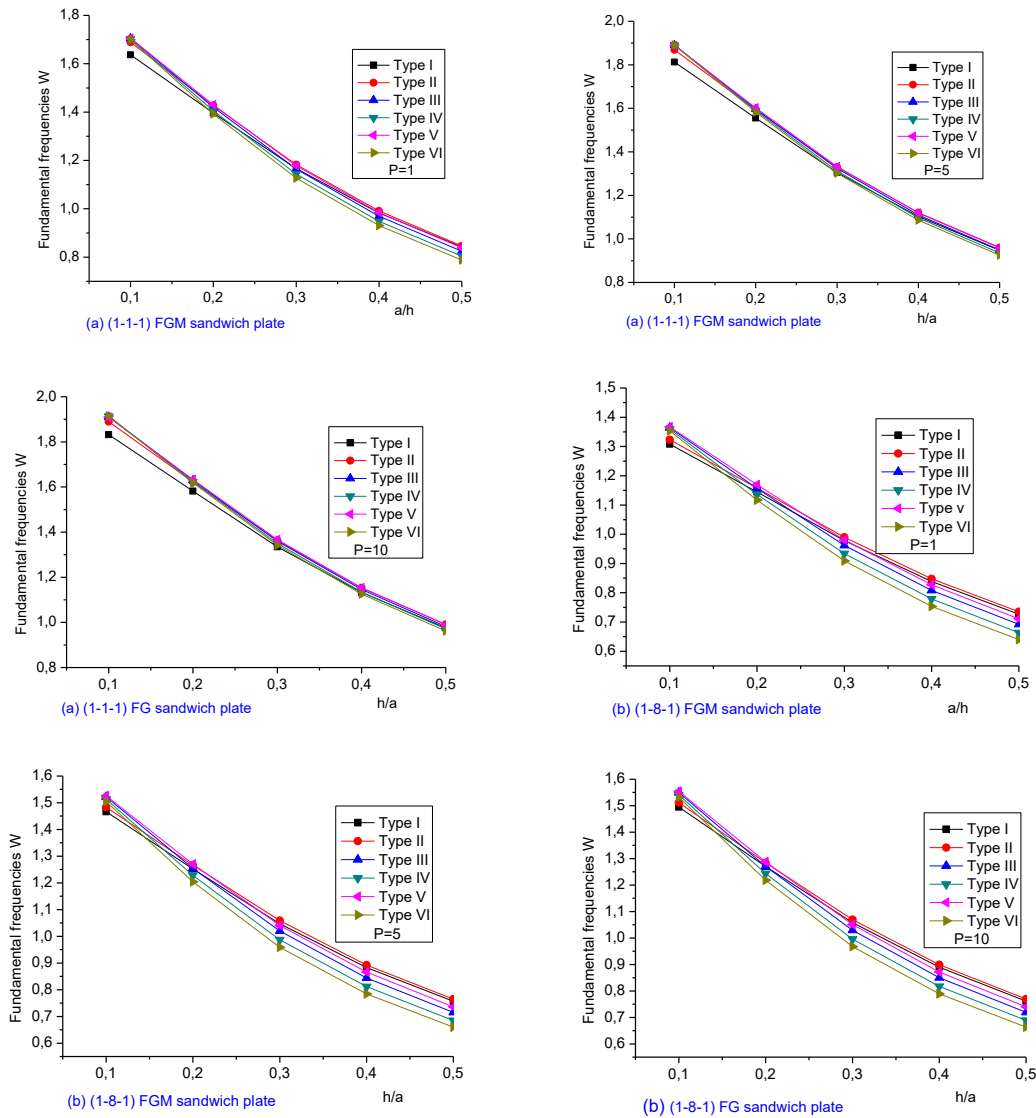 1,8
1,6
1,4
1,2
1,0
0,8
Fundamental frequencies W
Type I
Type II
Type III
Type IV
Type V
Type VI
P=1
0,1 0,2 0,3 0,4 0,5
a/h
(a) (1-1-1) FGM sandwich plate
2,0
1,8
1,6
1,4
1,2
1,0
0,8
Fundamental frequencies W
Type I
Type II
Type III
Type IV
Type V
Type VI
P=5
0,1 0,2 0,3 0,4 0,5
h/a
(a) (1-1-1) FGM sandwich plate
2,0
1,8
1,6
1,4
1,2
1,0
0,8
Fundamental frequencies W
Type I
Type II
Type III
Type IV
Type V
Type VI
P=10
0,1 0,2 0,3 0,4 0,5
h/a
(a) (1-1-1) FG sandwich plate
1,5
1,4
1,3
1,2
1,1
1,0
0,9
0,8
0,7
0,6
Fundamental frequencies W
Type I
Type II
Type III
Type IV
Type v
Type VI
P=1
0,1 0,2 0,3 0,4 0,5
a/h
(b) (1-8-1) FGM sandwich plate
1,6
1,5
1,4
1,3
1,2
1,1
1,0
0,9
0,8
0,7
0,6
Fundamental frequencies W
Type I
Type II
Type III
Type IV
Type V
Type VI
P=5
0,1 0,2 0,3 0,4 0,5
h/a
(b) (1-8-1) FGM sandwich plate
1,6
1,5
1,4
1,3
1,2
1,1
1,0
0,9
0,8
0,7
0,6
Fundamental frequencies W
Type I
Type II
Type III
Type IV
Type V
Type VI
P=10
0,1 0,2 0,3 0,4 0,5
h/a
(b) (1-8-1) FG sandwich plate